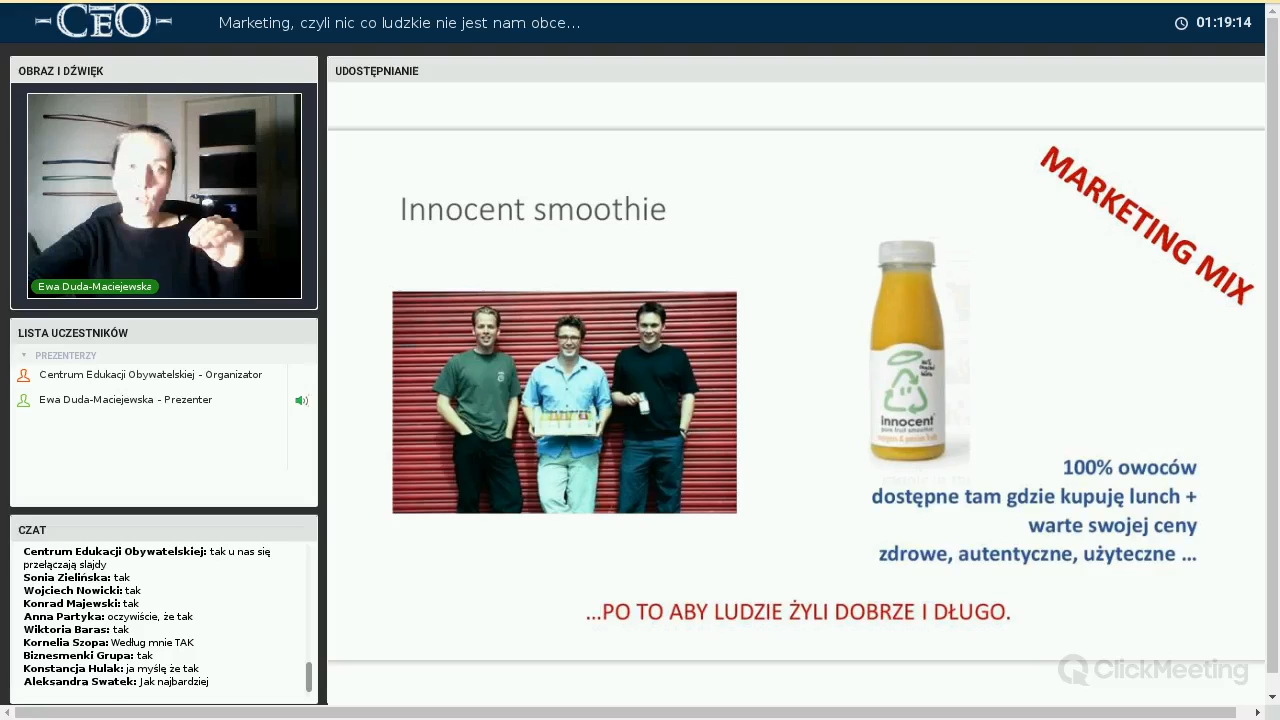 CEO
Marketing, czyli nic co ludzkie nie jest nam obce...
01:19:14
OBRAZ I DŹWIĘK
Ewa Duda-Maciejewska
LISTA UCZESTNIKÓW
PREZENTERZY
Centrum Edukacji Obywatelskiej - Organizator
Ewa Duda-Maciejewska - Prezenter
CZAT
Centrum Edukacji Obywatelskiej: tak u nas się
przełączają slajdy
Sonia Zielińska: tak
Wojciech Nowicki: tak
Konrad Majewski: tak
Anna Partyka: oczywiście, że tak
Wiktoria Baras: tak
Kornelia Szopa: Według mnie TAK
Biznesmenki Grupa: tak
Konstancja Hulak: ja myślę że tak
Aleksandra Swatek: Jak najbardziej
UDOSTĘPNIANIE
MARKETING MIX
Innocent smoothie
innocent
pure fruit smoothie
100% owoców
dostępne tam gdzie kupuję lunch +
warte swojej ceny
zdrowe, autentyczne, użyteczne ...
...PO TO ABY LUDZIE ŻYLI DOBRZE I DŁUGO.
ClickMeeting